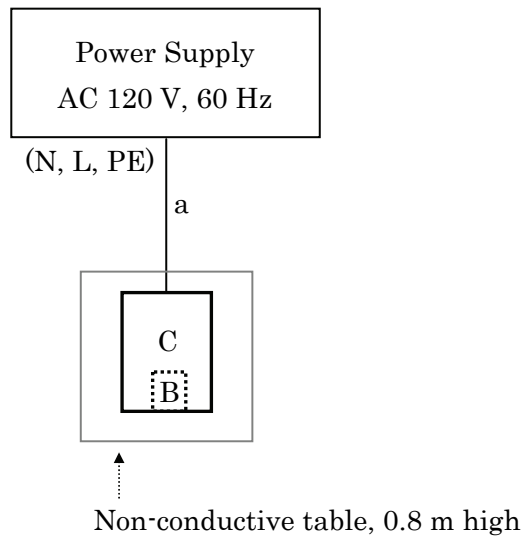 Power Supply
AC 120 V, 60 Hz
(N, L, PE)
a
C
B
Non-conductive table, 0.8 m high